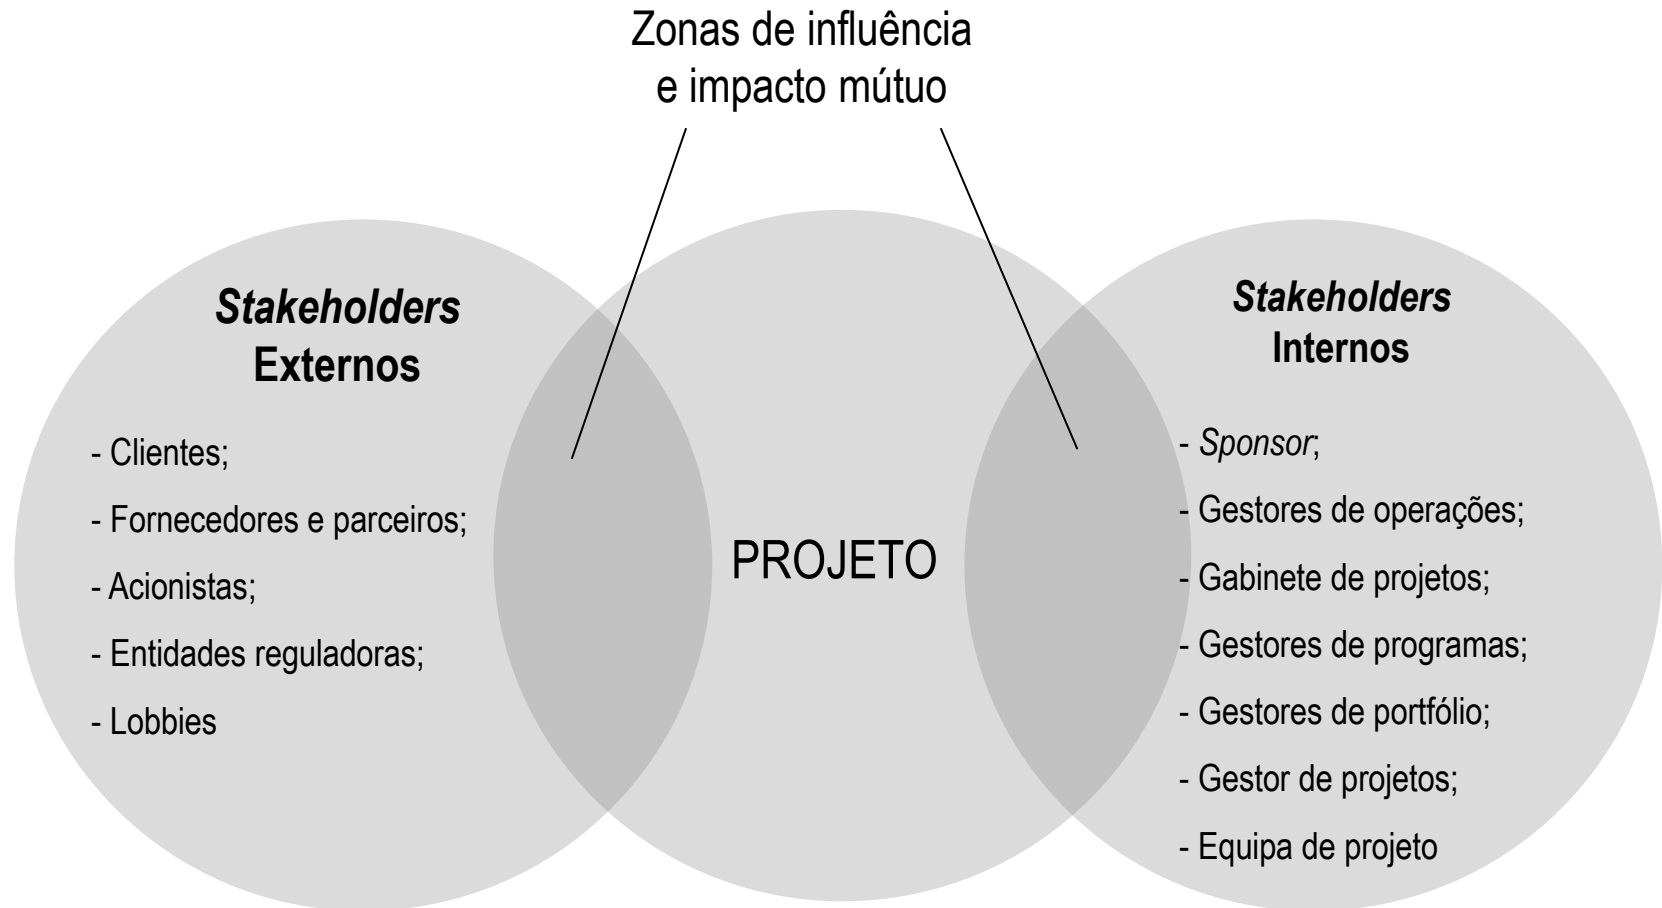 Zonas de influência
e impacto mútuo
Stakeholders
Externos
- Clientes;
- Fornecedores e parceiros;
- Acionistas;
- Entidades reguladoras;
- Lobbies
PROJETO
Stakeholders
Internos
- Sponsor;
- Gestores de operações;
- Gabinete de projetos;
- Gestores de programas;
- Gestores de portfólio;
- Gestor de projetos;
- Equipa de projeto